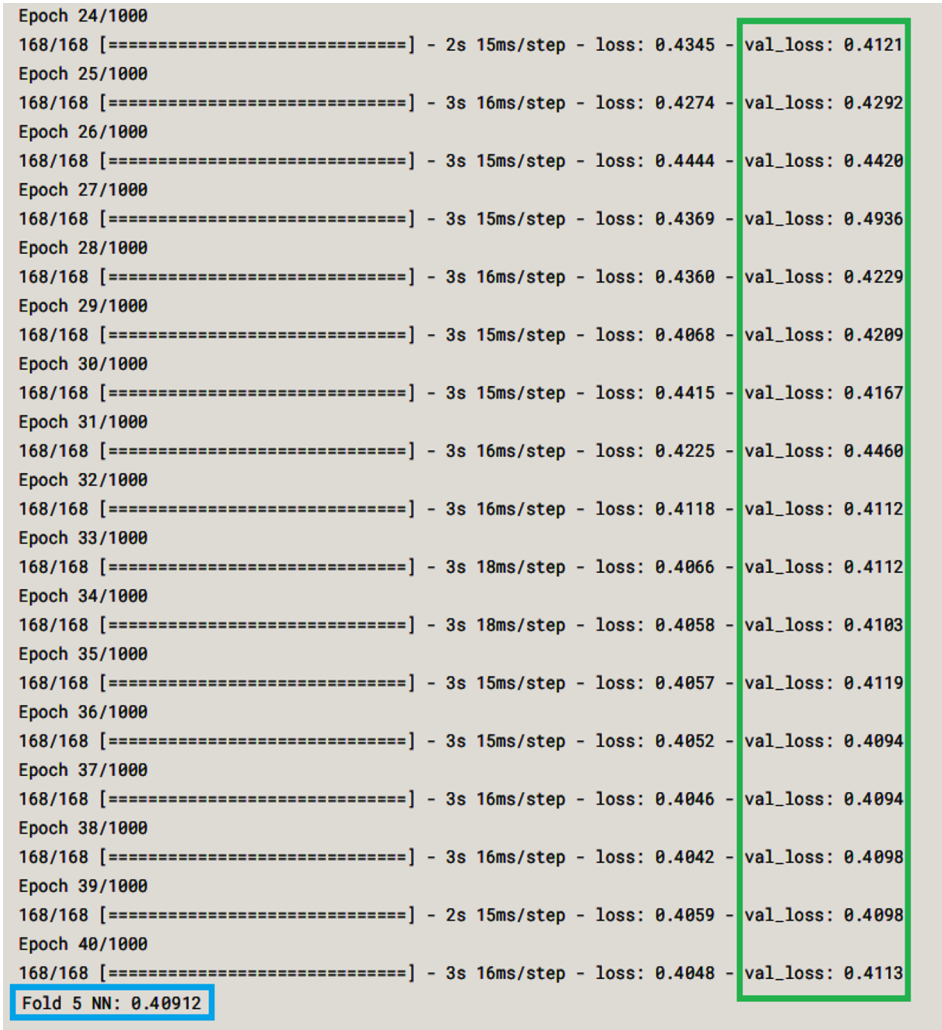 Epoch 24/1000
168/168 [==============================] - 2s 15ms/step - loss: 0.4345 - val_loss: 0.4121
Epoch 25/1000
168/168 [==============================] - 3s 16ms/step - loss: 0.4274 - val_loss: 0.4292
Epoch 26/1000
168/168 [==============================] - 3s 15ms/step - loss: 0.4444 - val_loss: 0.4420
Epoch 27/1000
168/168 [==============================] - 3s 15ms/step - loss: 0.4369 - val_loss: 0.4936
Epoch 28/1000
168/168 [==============================] - 3s 16ms/step - loss: 0.4360 - val_loss: 0.4229
Epoch 29/1000
168/168 [==============================] - 3s 15ms/step - loss: 0.4068 - val_loss: 0.4209
Epoch 30/1000
168/168 [==============================] - 3s 15ms/step - loss: 0.4415 - val_loss: 0.4167
Epoch 31/1000
168/168 [==============================] - 3s 16ms/step - loss: 0.4225 - val_loss: 0.4460
Epoch 32/1000
168/168 [==============================] - 3s 16ms/step - loss: 0.4118 - val_loss: 0.4112
Epoch 33/1000
168/168 [==============================] - 3s 18ms/step - loss: 0.4066 - val_loss: 0.4112
Epoch 34/1000
168/168 [==============================] - 3s 18ms/step - loss: 0.4058 - val_loss: 0.4103
Epoch 35/1000
168/168 [==============================] - 3s 15ms/step - loss: 0.4057 - val_loss: 0.4119
Epoch 36/1000
168/168 [==============================] - 3s 15ms/step - loss: 0.4052 - val_loss: 0.4094
Epoch 37/1000
168/168 [==============================] - 3s 16ms/step - loss: 0.4046 - val_loss: 0.4094
Epoch 38/1000
168/168 [==============================] - 3s 16ms/step - loss: 0.4042 - val_loss: 0.4098
Epoch 39/1000
168/168 [==============================] - 2s 15ms/step - loss: 0.4059 - val_loss: 0.4098
Epoch 40/1000
168/168 [==============================] - 3s 16ms/step - loss: 0.4048 - val_loss: 0.4113
Fold 5 NN: 0.40912